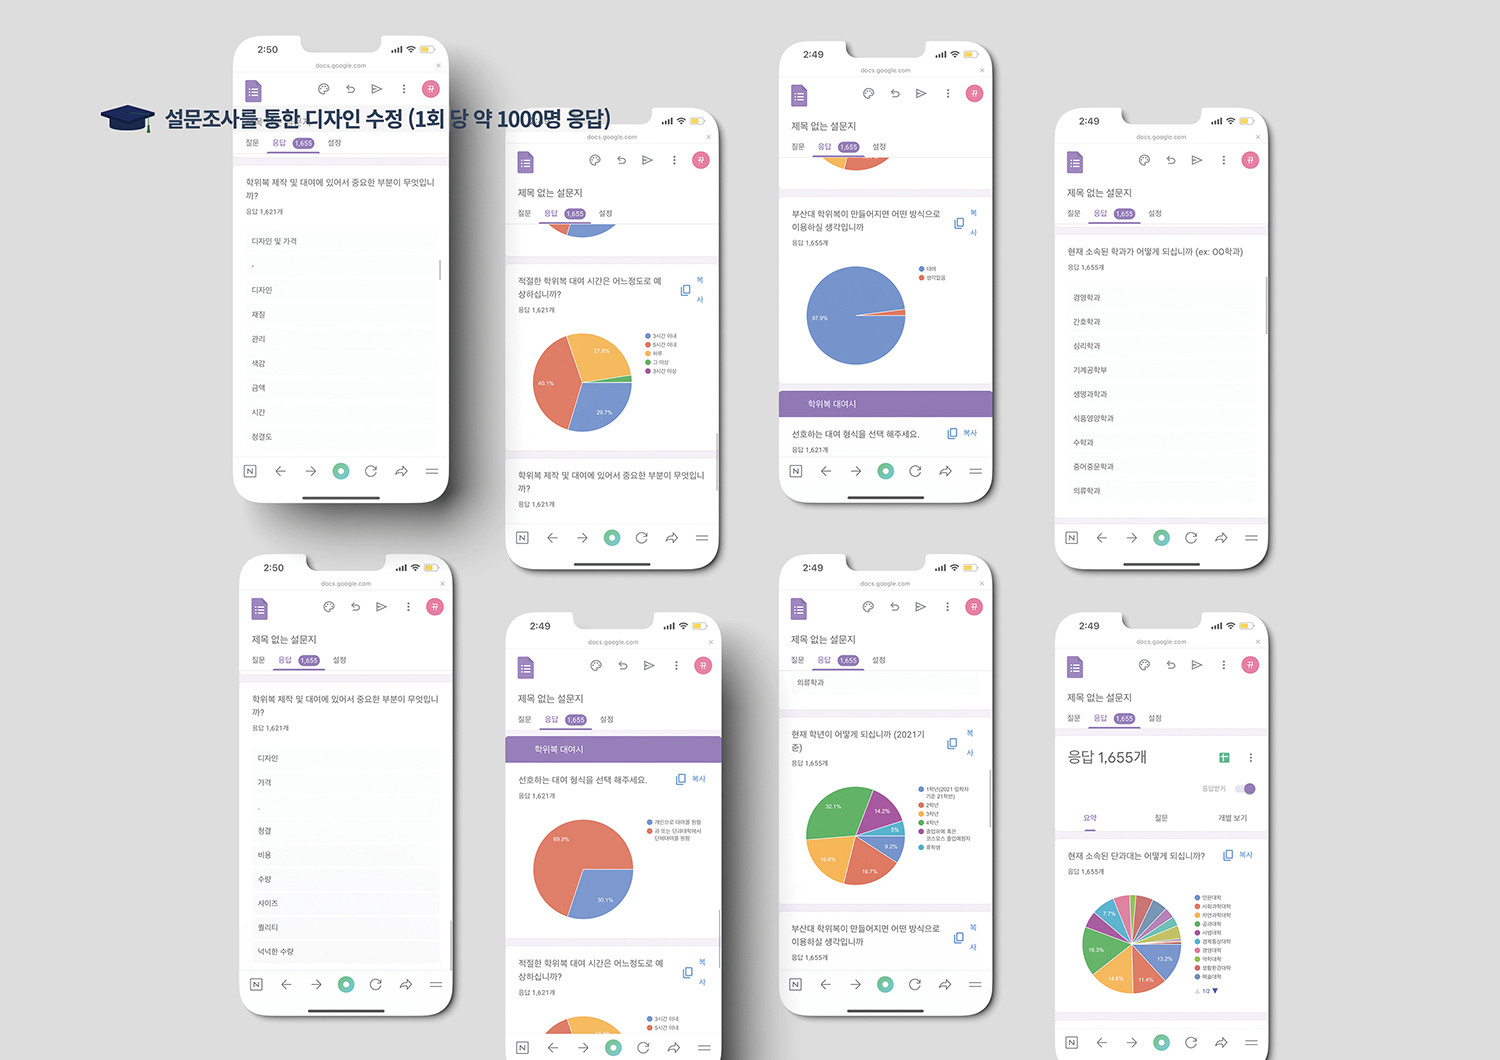 설문조사를 통한 디자인 수정 (1회 당 약 1000명 응답)
2:50
docs.google.com
질문 응답 1,655 설정
학위복 제작 및 대여에 있어서 중요한 부분이 무엇입니
까?
응답 1,621개
디자인 및 가격
-
디자인
재질
관리
색감
금액
시간
청결도
docs.google.com
제목 없는 설문지
질문 응답 1,655 설정
적절한 학위복 대여 시간은 어느정도로 예
상하십니까?
복
사
응답 1,621개
3시간 이내
5시간 이내
하루
그 이상
3시간 이상
27.8%
40.1%
29.7%
학위복 제작 및 대여에 있어서 중요한 부분이 무엇입니
까?
응답 1,621개
2:49
docs.google.com
제목 없는 설문지
질문 응답 1,655 설정
부산대 학위복이 만들어지면 어떤 방식으로
이용하실 생각입니까
복
사
응답 1,655개
대여
생각없음
97.9%
학위복 대여시
선호하는 대여 형식을 선택 해주세요.
복사
응답 1,621개
2:49
docs.google.com
제목 없는 설문지
질문 응답 1,655 설정
현재 소속된 학과가 어떻게 되십니까 (ex: OO학과)
응답 1,655개
경영학과
간호학과
심리학과
기계공학부
생명과학과
식품영양학과
수학과
중어중문학과
의류학과
2:50
docs.google.com
제목 없는 설문지
질문 응답 1,655 설정
학위복 제작 및 대여에 있어서 중요한 부분이 무엇입니
까?
응답 1,621개
디자인
가격
.
청결
비용
수량
사이즈
퀄리티
넉넉한 수량
2:49
docs.google.com
제목 없는 설문지
질문 응답 1,655 설정
학위복 대여시
선호하는 대여 형식을 선택 해주세요.
복사
응답 1,621개
개인으로 대여를 원함
과 또는 단과대학에서
단체대여를 원함
69.9%
30.1%
적절한 학위복 대여 시간은 어느정도로 예
상하십니까?
복
사
응답 1,621개
3시간 이내
5시간 이내
2:49
docs.google.com
제목 없는 설문지
질문 응답 1,655 설정
의류학과
현재 학년이 어떻게 되십니까 (2021기
준)
복
사
응답 1,655개
1학년(2021 입학자
기준 21학번)
2학년
3학년
4학년
졸업유예 혹은
코스모스 졸업예정자
휴학생
32.1%
14.2%
5%
9.2%
19.7%
19.8%
부산대 학위복이 만들어지면 어떤 방식으로
이용하실 생각입니까
복
사
응답 1,655개
2:49
docs.google.com
제목 없는 설문지
질문 응답 1,655 설정
응답 1,655개
응답받기
요약 질문 개별 보기
현재 소속된 단과대는 어떻게 되십니까?
복사
응답 1,655개
인문대학
사회과학대학
자연과학대학
공과대학
사범대학
경제통상대학
경영대학
약학대학
생활환경대학
예술대학
1/2
7.7%
16.3%
14.8%
11.4%
13.2%